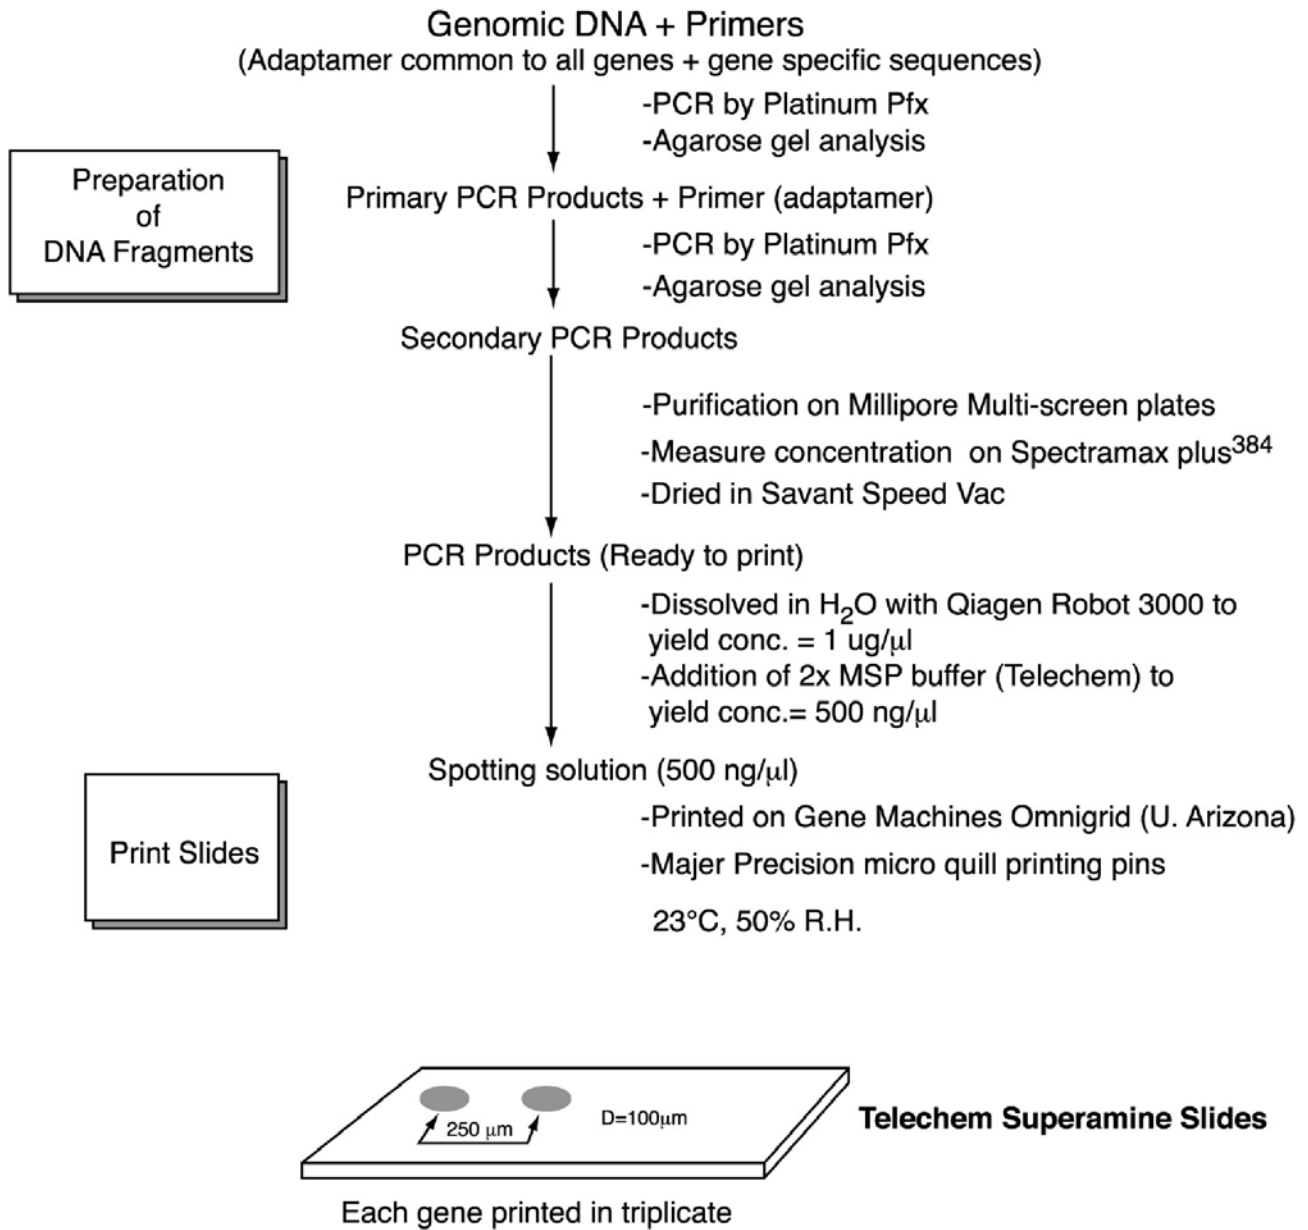 Genomic DNA + Primers
(Adaptamer common to all genes + gene specific sequences)
-PCR by Platinum Pfx
-Agarose gel analysis
Preparation
of
DNA Fragments
Primary PCR Products + Primer (adaptamer)
-PCR by Platinum Pfx
-Agarose gel analysis
Secondary PCR Products
-Purification on Millipore Multi-screen plates
-Measure concentration on Spectramax plus384
-Dried in Savant Speed Vac
PCR Products (Ready to print)
-Dissolved in H2O with Qiagen Robot 3000 to
yield conc. = 1 ug/µl
-Addition of 2x MSP buffer (Telechem) to
yield conc.= 500 ng/µl
Spotting solution (500 ng/µl)
Print Slides
-Printed on Gene Machines Omnigrid (U. Arizona)
-Majer Precision micro quill printing pins
23°C, 50% R.H.
250 µm
D=100µm
Telechem Superamine Slides
Each gene printed in triplicate